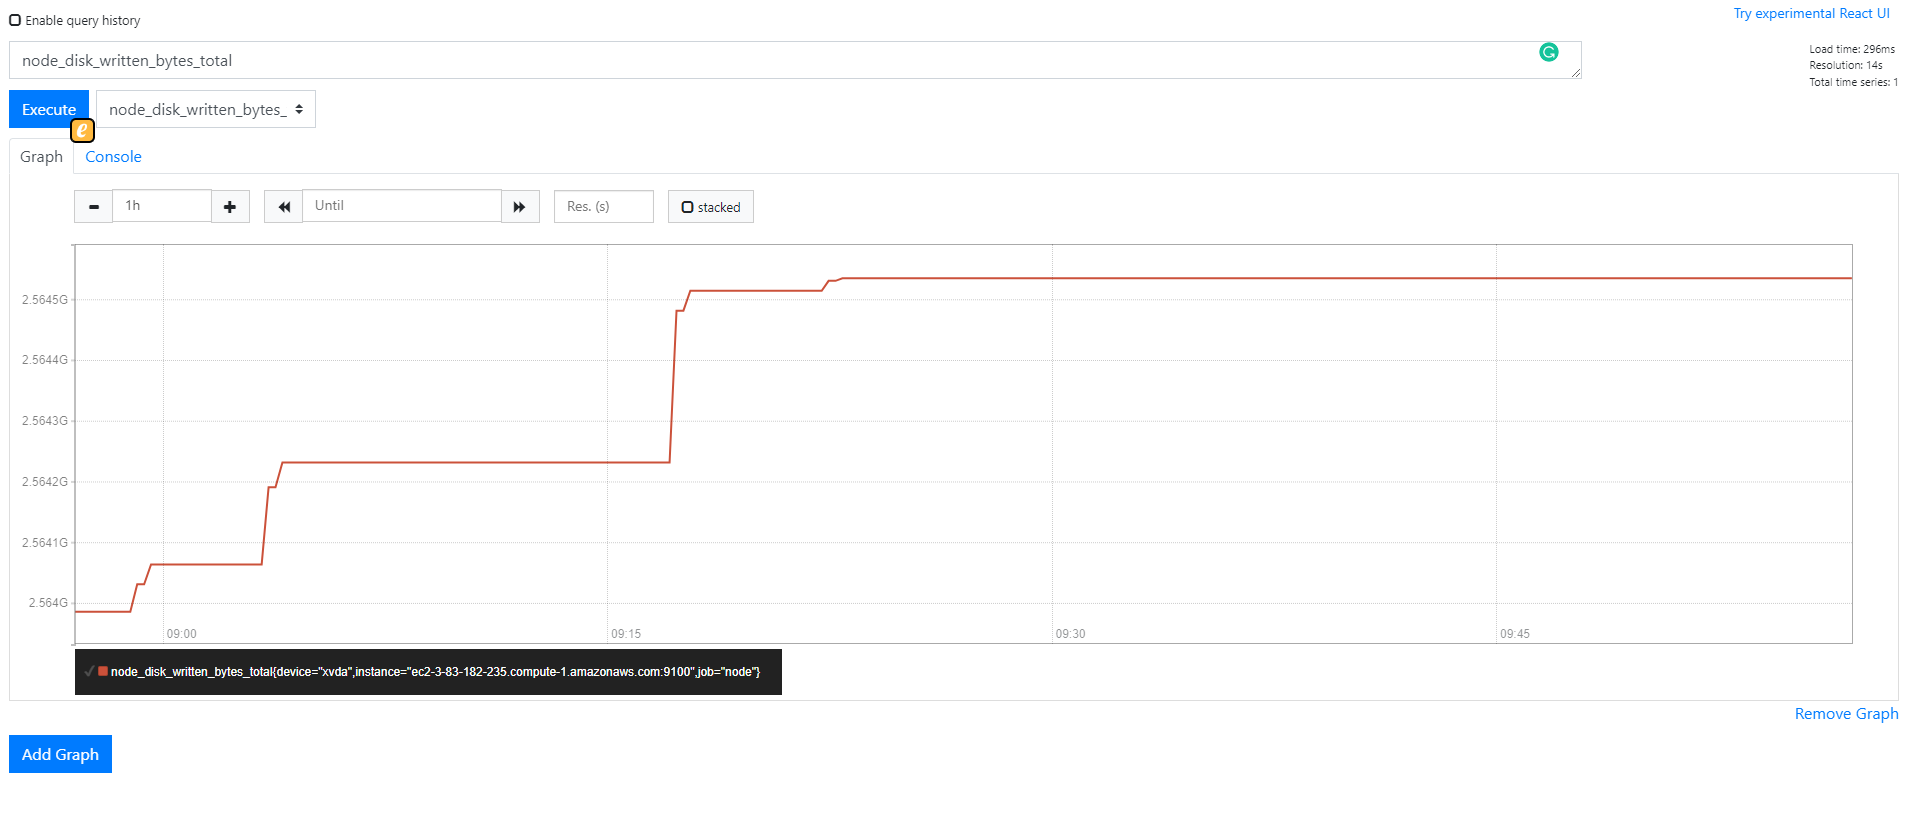 Enable query history
Try experimental React UI
node_disk_written_bytes_total
Load time: 296ms
Resolution: 14s
Total time series: 1
Execute
node_disk_written_bytes_
Graph
Console
1h
Until
Res. (s)
stacked
2.5645G
2.5644G
2.5643G
2.5642G
2.5641G
2.564G
09:00
09:15
09:30
09:45
node_disk_written_bytes_total{device="xvda",instance="ec2-3-83-182-235.compute-1.amazonaws.com:9100",job="node"}
Remove Graph
Add Graph